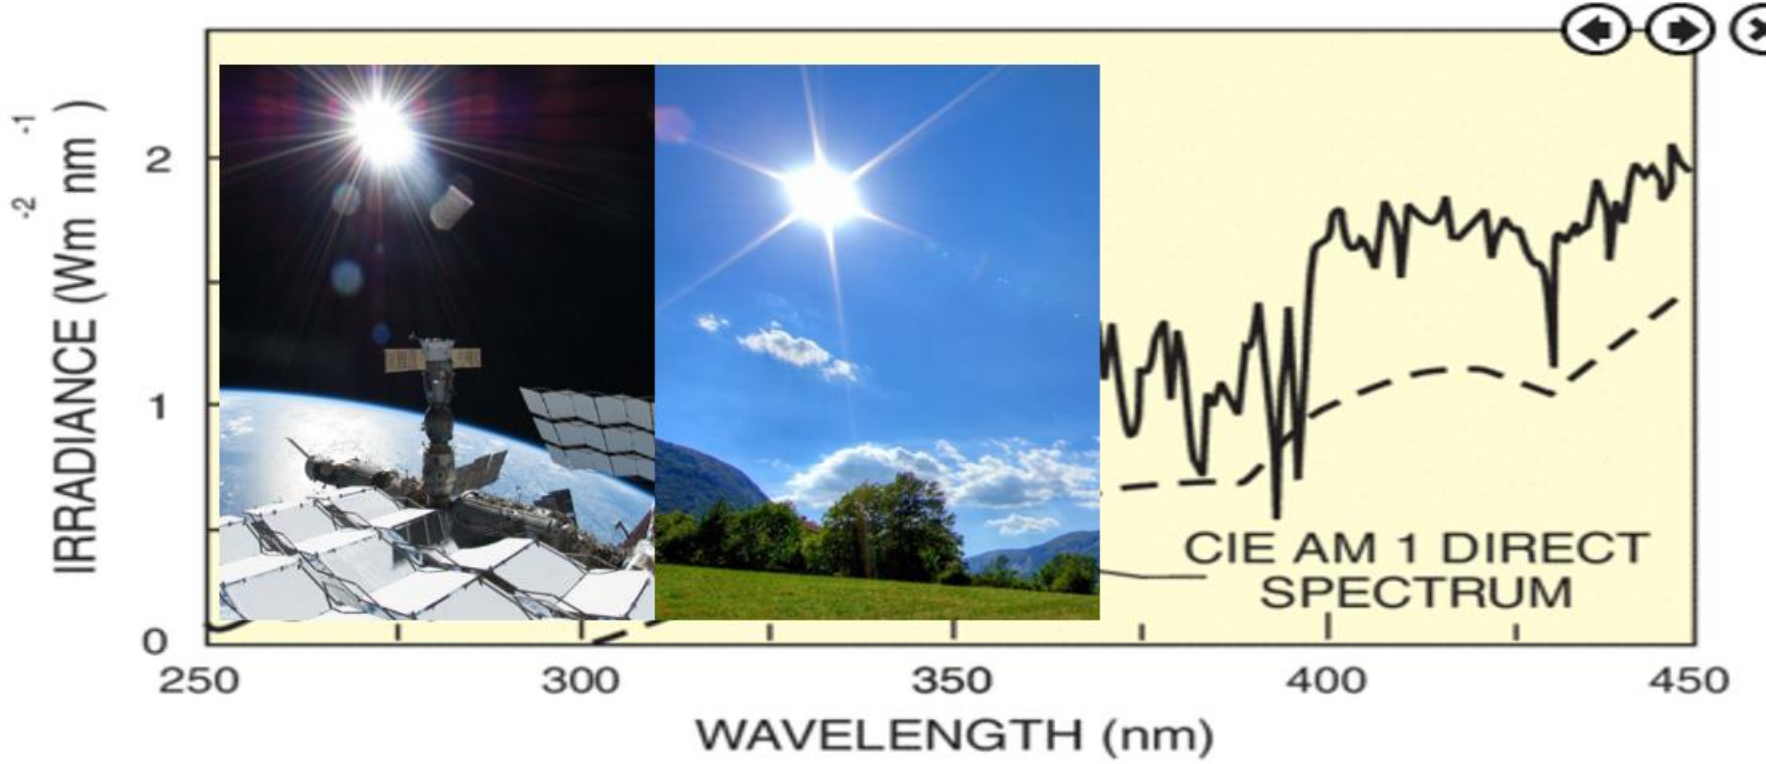 IRRADIANCE (Wm-2 nm-1)
2
1
0
CIE AM 1 DIRECT
SPECTRUM
250 300 350 400 450
WAVELENGTH (nm)